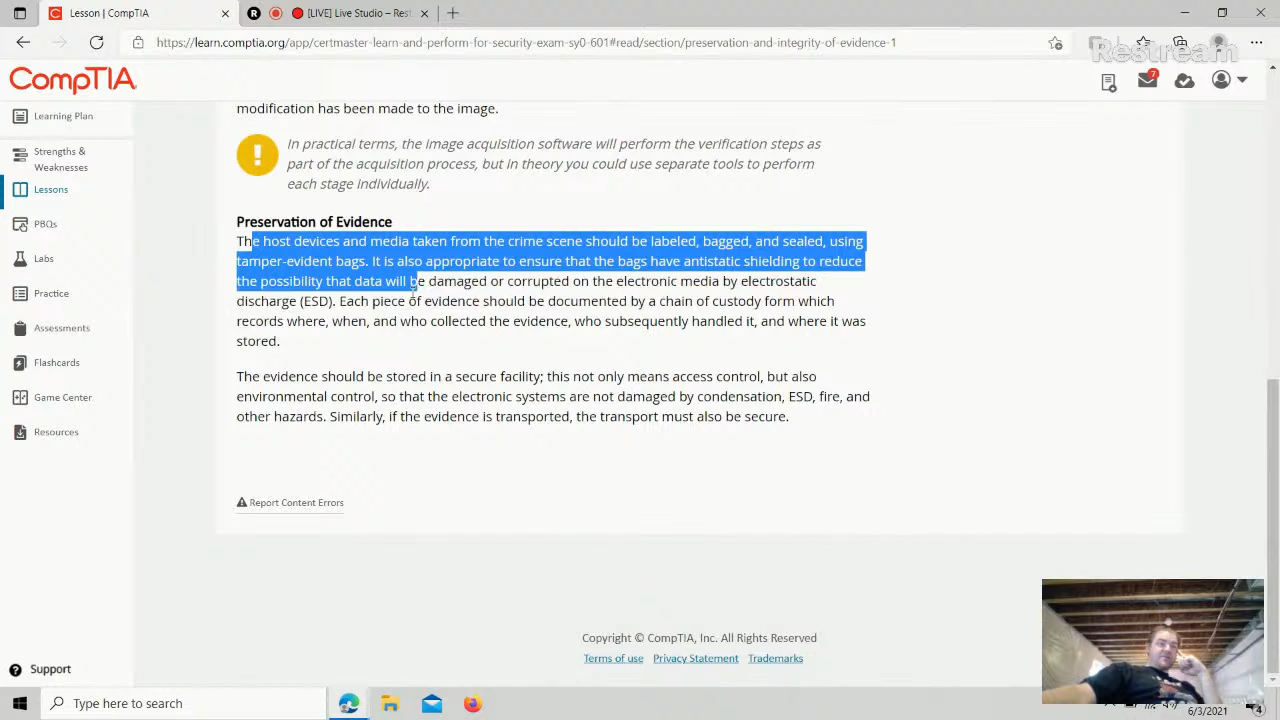 Lesson | CompTIA
[LIVE] Live Studio – Rest
https://learn.comptia.org/app/certmaster-learn-and-perform-for-security-exam-sy0-601#read/section/preservation-and-integrity-of-evidence-1
Restream
CompTIA
7
Learning Plan
Strengths &
Weaknesses
Lessons
PBQs
Labs
Practice
Assessments
Flashcards
Game Center
Resources
Support
modification has been made to the image.
In practical terms, the image acquisition software will perform the verification steps as
part of the acquisition process, but in theory you could use separate tools to perform
each stage individually.
Preservation of Evidence
The host devices and media taken from the crime scene should be labeled, bagged, and sealed, using
tamper-evident bags. It is also appropriate to ensure that the bags have antistatic shielding to reduce
the possibility that data will be damaged or corrupted on the electronic media by electrostatic
discharge (ESD). Each piece of evidence should be documented by a chain of custody form which
records where, when, and who collected the evidence, who subsequently handled it, and where it was
stored.
The evidence should be stored in a secure facility; this not only means access control, but also
environmental control, so that the electronic systems are not damaged by condensation, ESD, fire, and
other hazards. Similarly, if the evidence is transported, the transport must also be secure.
Report Content Errors
Copyright © CompTIA, Inc. All Rights Reserved
Terms of use Privacy Statement Trademarks
Type here to search
6/3/2021
4